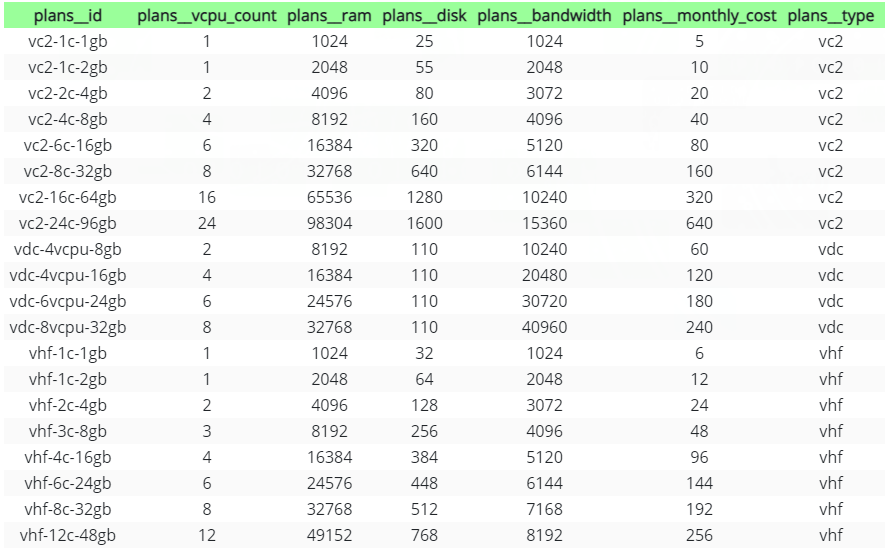 plans__id plans__vcpu_count plans__ram plans__disk plans__bandwidth plans__monthly_cost plans__type
vc2-1c-1gb 1 1024 25 1024 5 vc2
vc2-1c-2gb 1 2048 55 2048 10 vc2
vc2-2c-4gb 2 4096 80 3072 20 vc2
vc2-4c-8gb 4 8192 160 4096 40 vc2
vc2-6c-16gb 6 16384 320 5120 80 vc2
vc2-8c-32gb 8 32768 640 6144 160 vc2
vc2-16c-64gb 16 65536 1280 10240 320 vc2
vc2-24c-96gb 24 98304 1600 15360 640 vc2
vdc-4vcpu-8gb 2 8192 110 10240 60 vdc
vdc-4vcpu-16gb 4 16384 110 20480 120 vdc
vdc-6vcpu-24gb 6 24576 110 30720 180 vdc
vdc-8vcpu-32gb 8 32768 110 40960 240 vdc
vhf-1c-1gb 1 1024 32 1024 6 vhf
vhf-1c-2gb 1 2048 64 2048 12 vhf
vhf-2c-4gb 2 4096 128 3072 24 vhf
vhf-3c-8gb 3 8192 256 4096 48 vhf
vhf-4c-16gb 4 16384 384 5120 96 vhf
vhf-6c-24gb 6 24576 448 6144 144 vhf
vhf-8c-32gb 8 32768 512 7168 192 vhf
vhf-12c-48gb 12 49152 768 8192 256 vhf